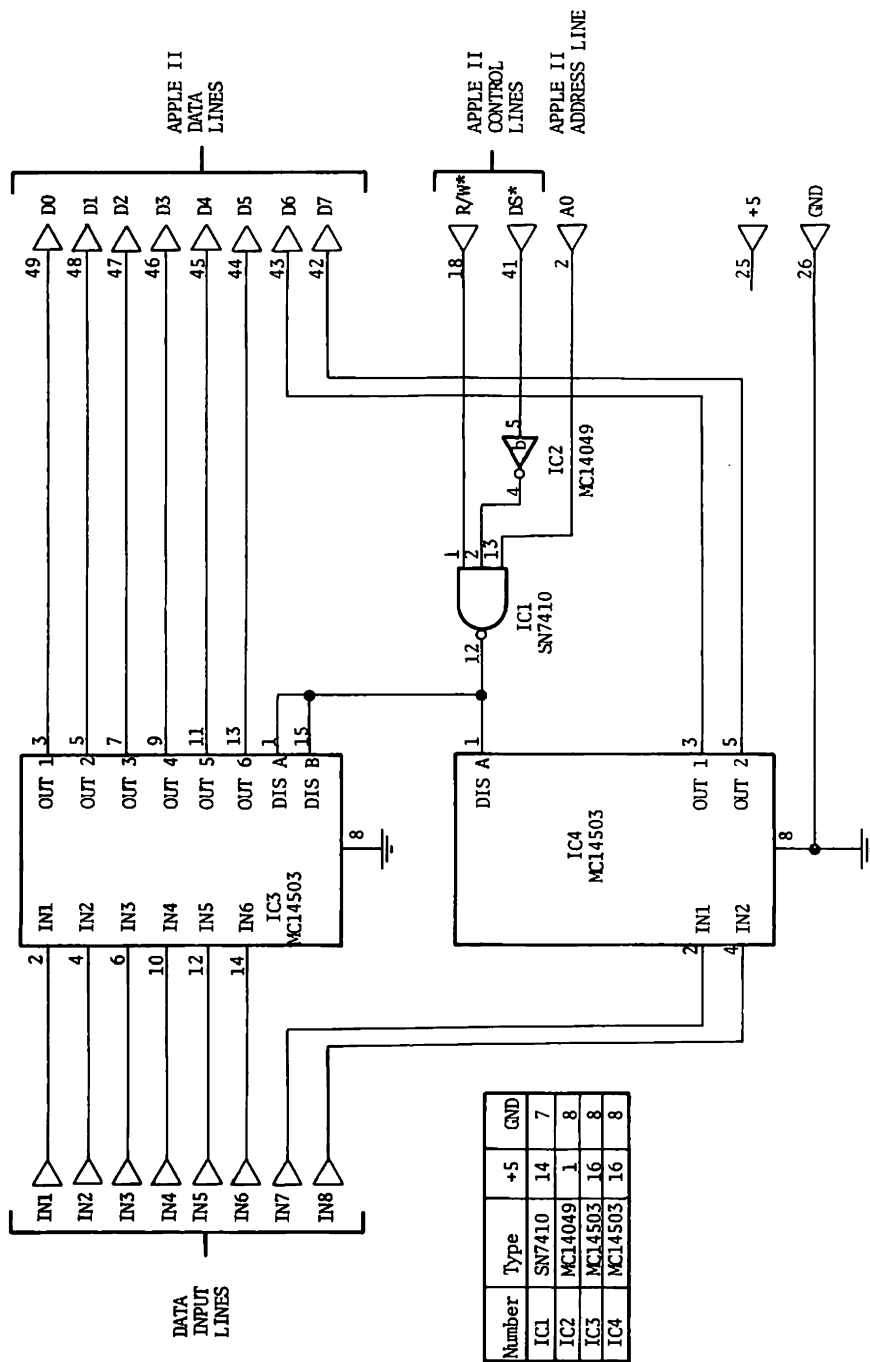 APPLE II
DATA
LINES
APPLE II
CONTROL
LINES
APPLE II
ADDRESS LINE
D0
D1
D2
D3
D4
D5
D6
D7
R/W*
DS*
A0
+5
GND
49
48
47
46
45
44
43
42
18
41
2
25
26
5
b
4
IC2
MC14049
1
2
13
12
IC1
SN7410
3
5
7
9
11
13
1
15
OUT 1
OUT 2
OUT 3
OUT 4
OUT 5
OUT 6
DIS A
DIS B
IC3
MC14503
8
IN1
IN2
IN3
IN4
IN5
IN6
2
4
6
10
12
14
1
3
5
DIS A
OUT 1
OUT 2
IC4
MC14503
8
IN1
IN2
2
4
IN1
IN2
IN3
IN4
IN5
IN6
IN7
IN8
DATA
INPUT
LINES
Number Type +5 GND
IC1 SN7410 14 7
IC2 MC14049 1 8
IC3 MC14503 16 8
IC4 MC14503 16 8